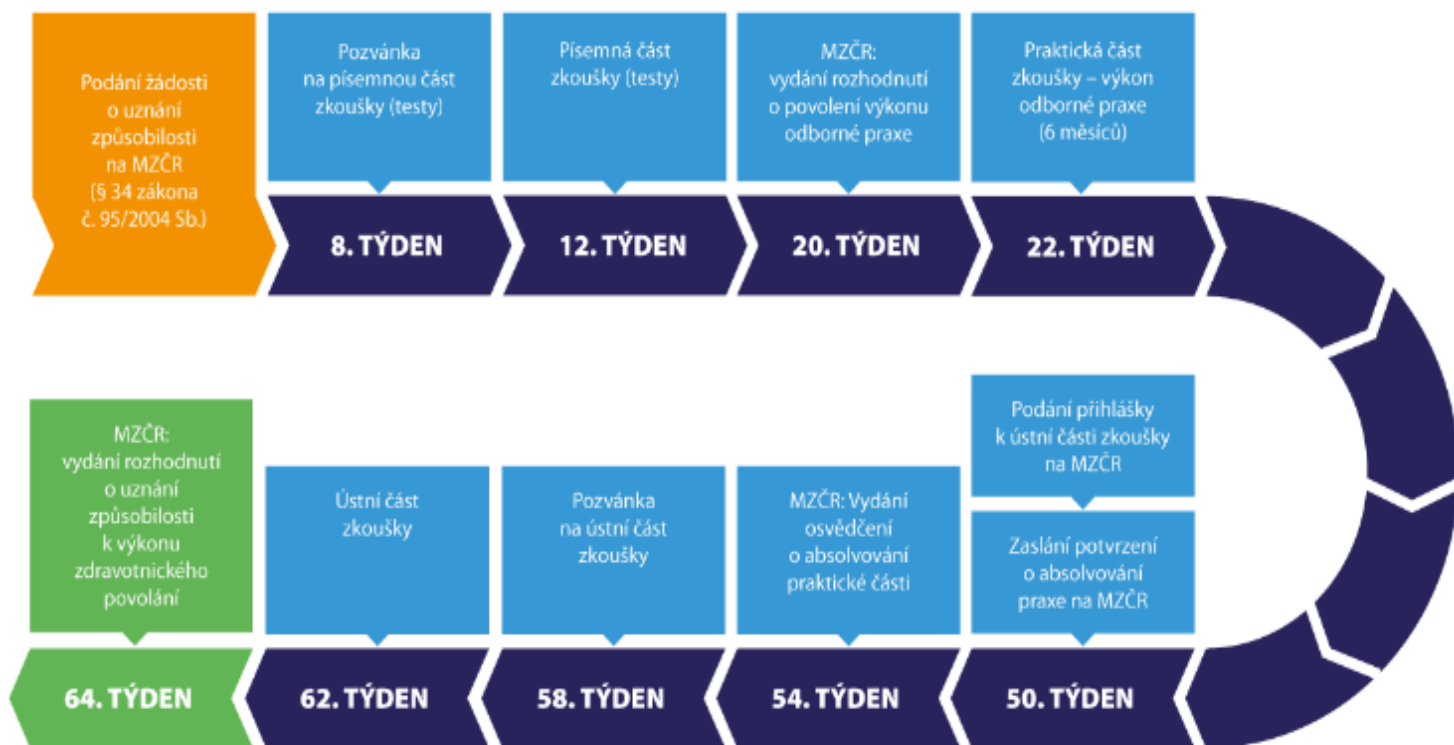 Podání žádosti
o uznání
způsobilosti
na MZČR
(§ 34 zákona
č. 95/2004 Sb.)
Pozvánka
na písemnou část
zkoušky (testy)
8. TÝDEN
Písemná část
zkoušky (testy)
12. TÝDEN
MZČR:
vydání rozhodnutí
o povolení výkonu
odborné praxe
20. TÝDEN
Praktická část
zkoušky – výkon
odborné praxe
(6 měsíců)
22. TÝDEN
Podání přihlášky
k ústní části zkoušky
na MZČR
Zaslání potvrzení
o absolvování
praxe na MZČR
50. TÝDEN
MZČR: Vydání
osvědčení
o absolvování
praktické části
54. TÝDEN
Pozvánka
na ústní část
zkoušky
58. TÝDEN
Ústní část
zkoušky
62. TÝDEN
MZČR:
vydání rozhodnutí
o uznání
způsobilosti
k výkonu
zdravotnického
povolání
64. TÝDEN